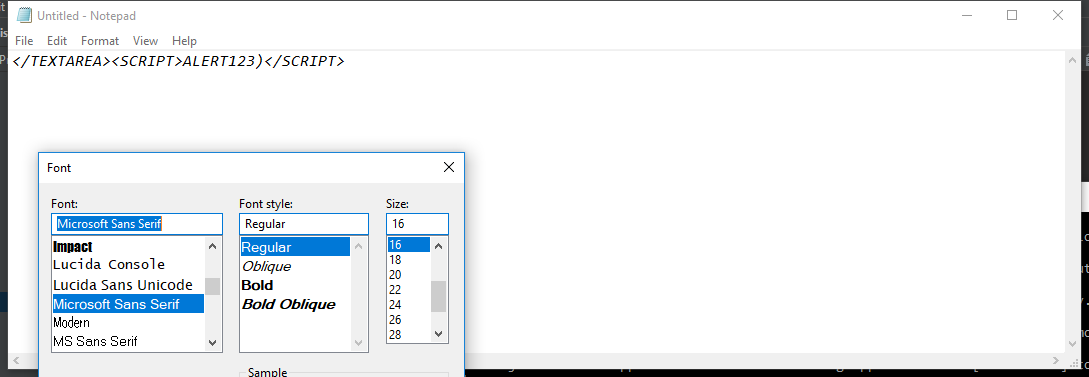 Untitled - Notepad
File Edit Format View Help
</TEXTAREA><SCRIPT>ALERT123)</SCRIPT>
Font
Font: Font style: Size:
Microsoft Sans Serif Regular 16
Impact
Lucida Console
Lucida Sans Unicode
Microsoft Sans Serif
Modern
MS Sans Serif
Regular
Oblique
Bold
Bold Oblique
16
18
20
22
24
26
28
Sample